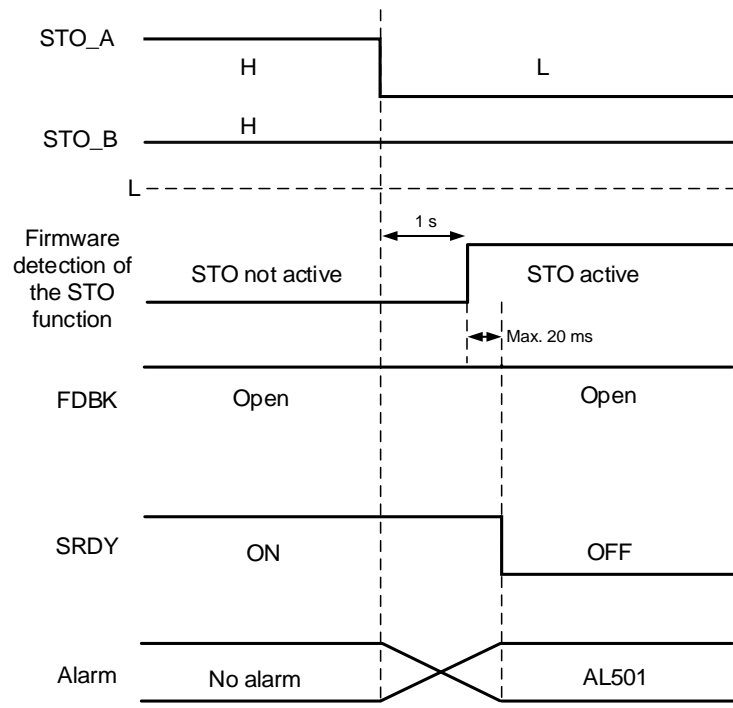 STO_A
H
L
STO_B
H
L
1 s
Firmware
detection of
the STO
function
STO not active
STO active
Max. 20 ms
FDBK
Open
Open
SRDY
ON
OFF
Alarm
No alarm
AL501